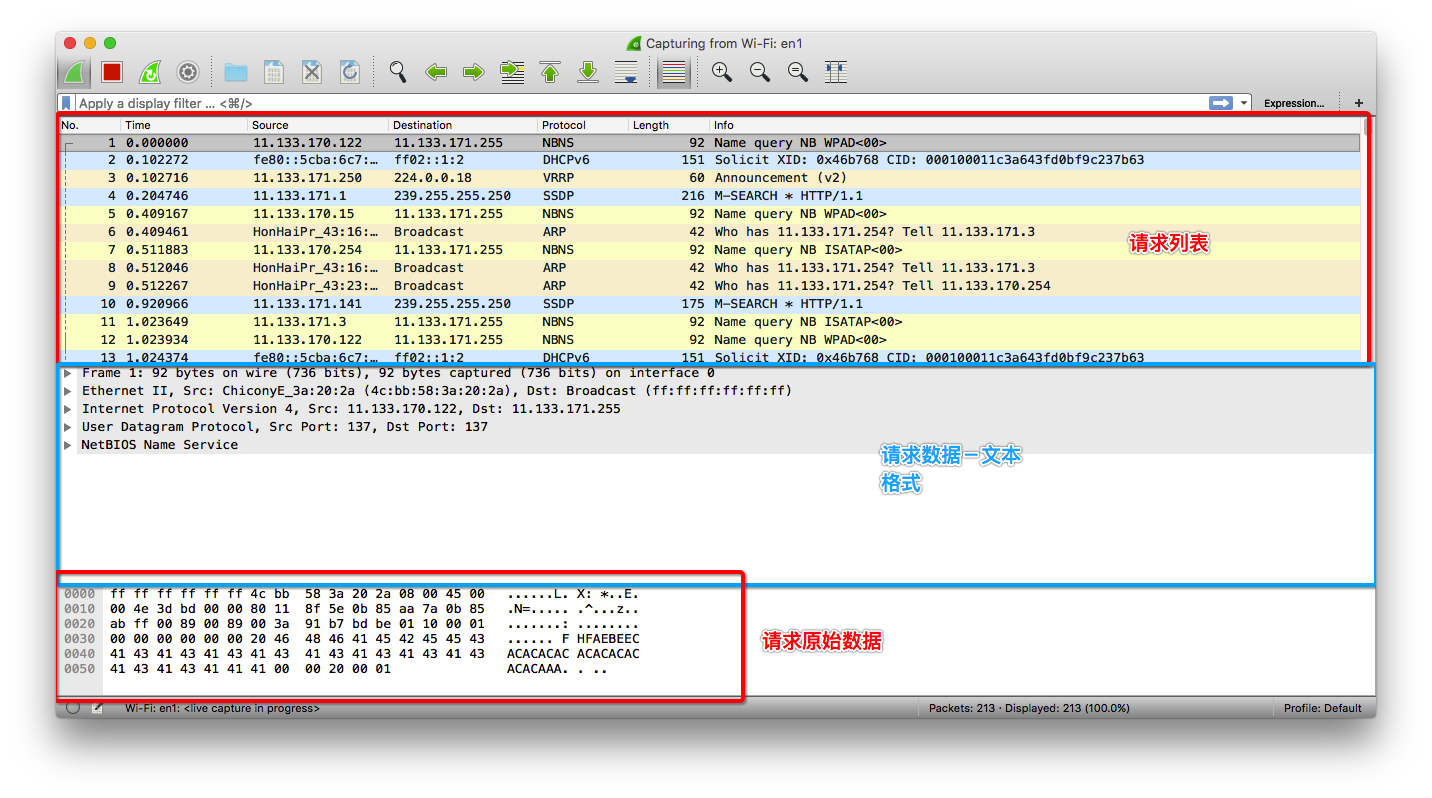 Capturing from Wi-Fi: en1
Apply a display filter ... <⌘/> Expression... +
No. Time Source Destination Protocol Length Info
1 0.000000 11.133.170.122 11.133.171.255 NBNS 92 Name query NB WPAD<00>
2 0.102272 fe80::5cba:6c7:… ff02::1:2 DHCPv6 151 Solicit XID: 0x46b768 CID: 000100011c3a643fd0bf9c237b63
3 0.102716 11.133.171.250 224.0.0.18 VRRP 60 Announcement (v2)
4 0.204746 11.133.171.1 239.255.255.250 SSDP 216 M-SEARCH * HTTP/1.1
5 0.409167 11.133.170.15 11.133.171.255 NBNS 92 Name query NB WPAD<00>
6 0.409461 HonHaiPr_43:16:… Broadcast ARP 42 Who has 11.133.171.254? Tell 11.133.171.3
请求列表
7 0.511883 11.133.170.254 11.133.171.255 NBNS 92 Name query NB ISATAP<00>
8 0.512046 HonHaiPr_43:16:… Broadcast ARP 42 Who has 11.133.171.254? Tell 11.133.171.3
9 0.512267 HonHaiPr_43:23:… Broadcast ARP 42 Who has 11.133.171.254? Tell 11.133.170.254
10 0.920966 11.133.171.141 239.255.255.250 SSDP 175 M-SEARCH * HTTP/1.1
11 1.023649 11.133.171.3 11.133.171.255 NBNS 92 Name query NB ISATAP<00>
12 1.023934 11.133.170.122 11.133.171.255 NBNS 92 Name query NB WPAD<00>
13 1.024374 fe80::5cba:6c7:… ff02::1:2 DHCPv6 151 Solicit XID: 0x46b768 CID: 000100011c3a643fd0bf9c237b63
Frame 1: 92 bytes on wire (736 bits), 92 bytes captured (736 bits) on interface 0
Ethernet II, Src: ChiconyE_3a:20:2a (4c:bb:58:3a:20:2a), Dst: Broadcast (ff:ff:ff:ff:ff:ff)
Internet Protocol Version 4, Src: 11.133.170.122, Dst: 11.133.171.255
User Datagram Protocol, Src Port: 137, Dst Port: 137
NetBIOS Name Service
请求数据－文本
格式
0000 ff ff ff ff ff ff 4c bb 58 3a 20 2a 08 00 45 00 ......L. X: *..E.
0010 00 4e 3d bd 00 00 80 11 8f 5e 0b 85 aa 7a 0b 85 .N=..... .^...z..
0020 ab ff 00 89 00 89 00 3a 91 b7 bd be 01 10 00 01 .......: ........
0030 00 00 00 00 00 00 20 46 48 46 41 45 42 45 45 43 ...... F HFAEBEEC
0040 41 43 41 43 41 43 41 43 41 43 41 43 41 43 41 43 ACACACAC ACACACAC
0050 41 43 41 43 41 41 41 00 00 20 00 01 ACACAAA. . ..
请求原始数据
Wi-Fi: en1: <live capture in progress> Packets: 213 · Displayed: 213 (100.0%) Profile: Default